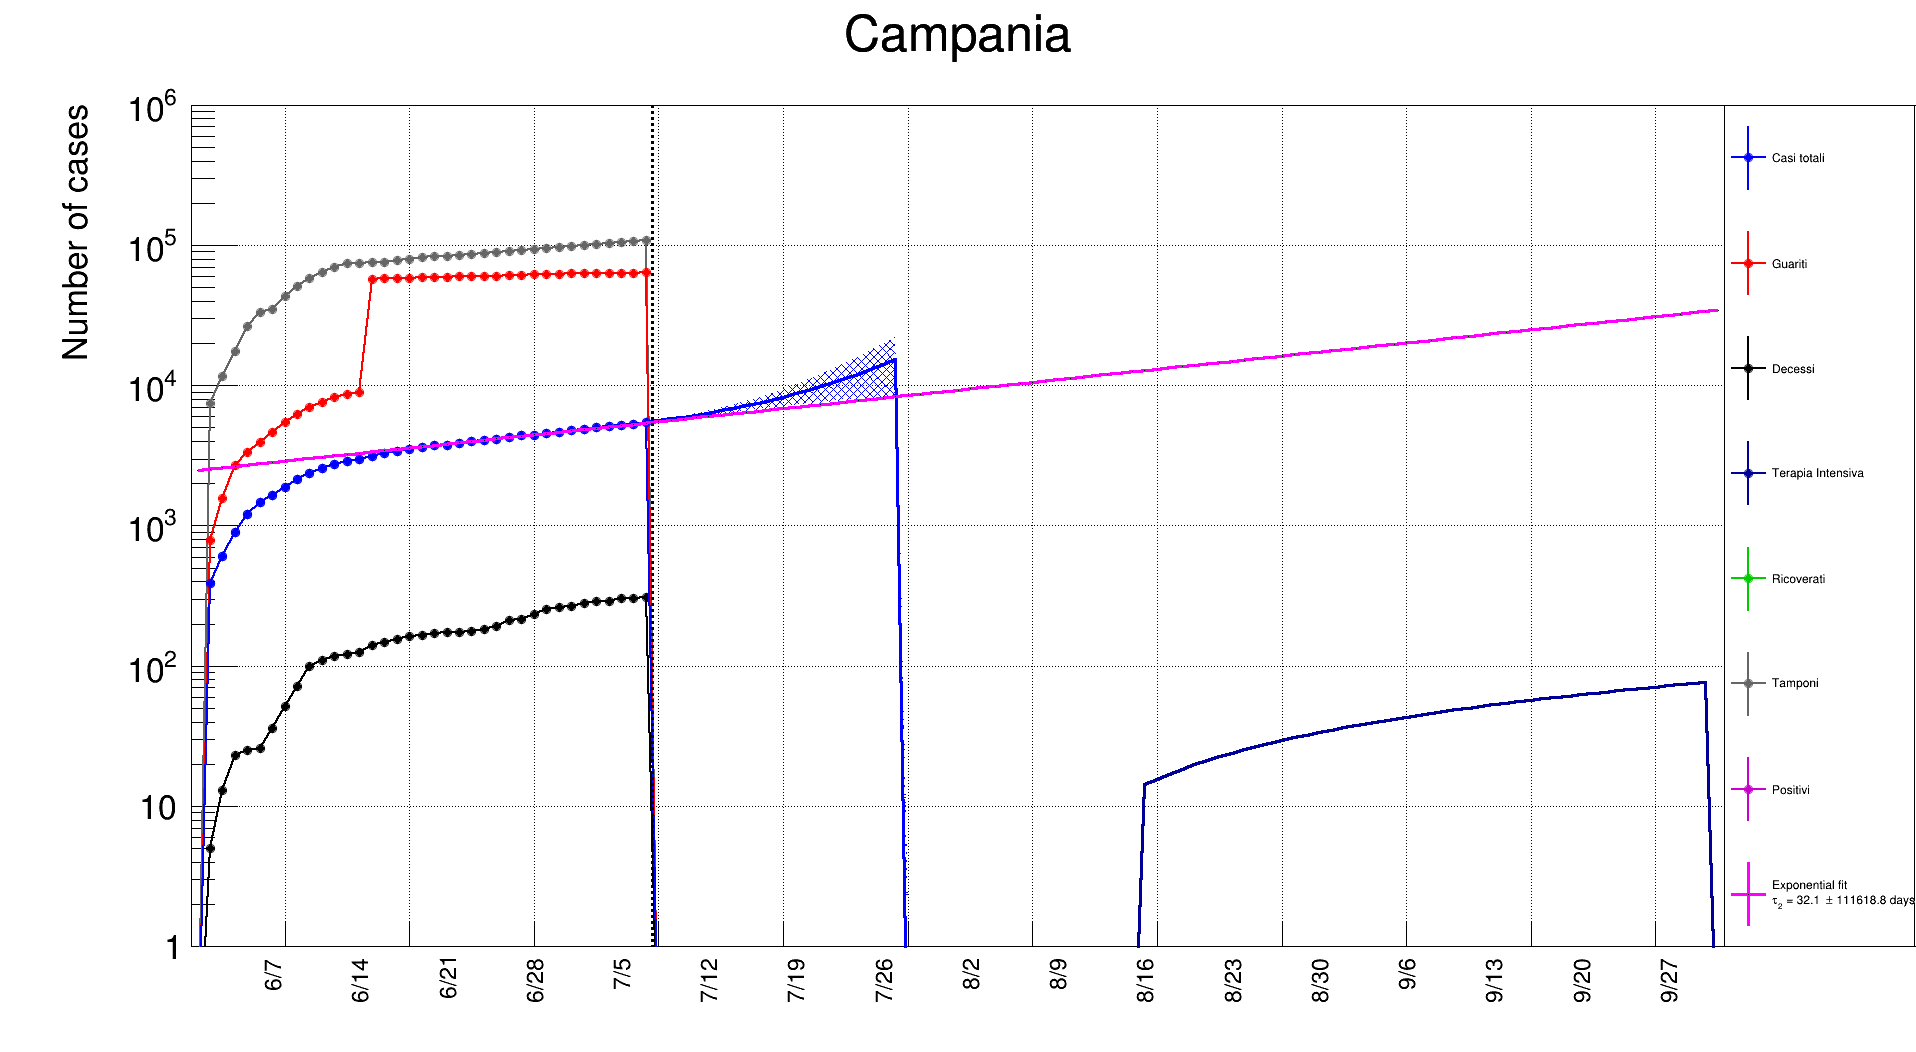 Campania
Number of cases
10^6
10^5
10^4
10^3
10^2
10
1
6/7
6/14
6/21
6/28
7/5
7/12
7/19
7/26
8/2
8/9
8/16
8/23
8/30
9/6
9/13
9/20
9/27
Casi totali
Guariti
Decessi
Terapia Intensiva
Ricoverati
Tamponi
Positivi
Exponential fit
τ_2 = 32.1 ± 111618.8 days